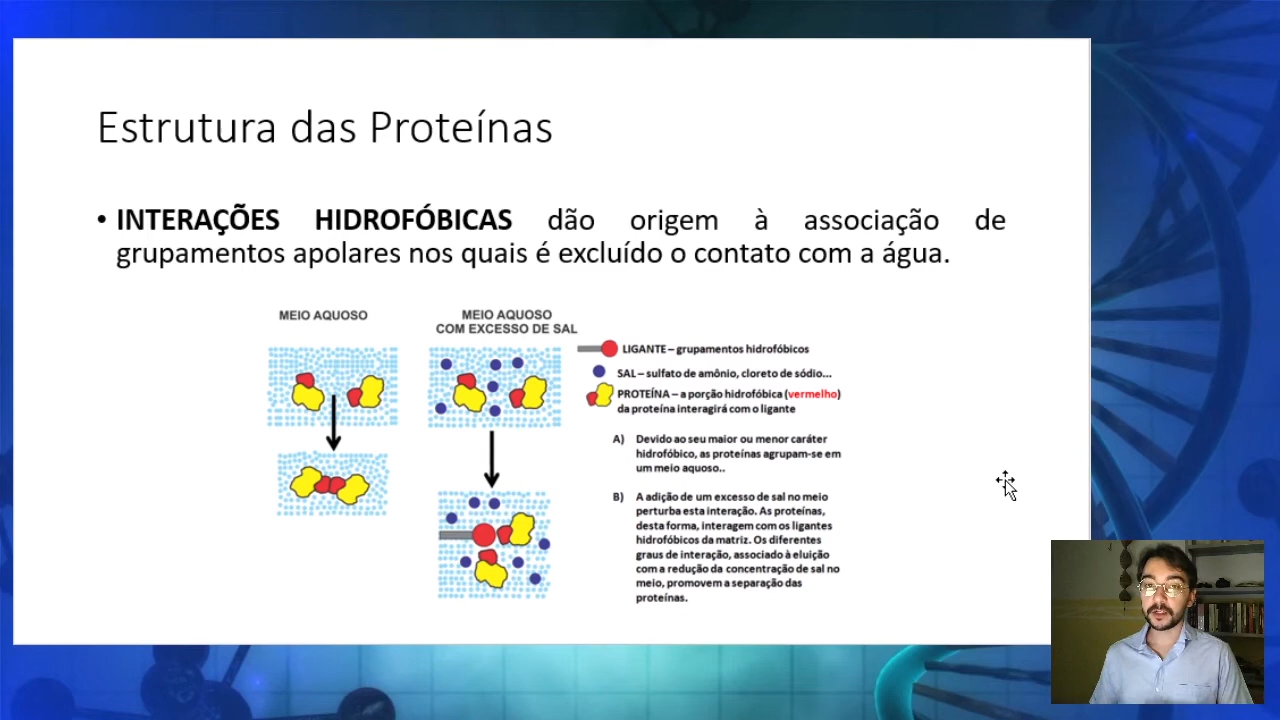 Estrutura das Proteínas
• INTERAÇÕES HIDROFÓBICAS dão origem à associação de
grupamentos apolares nos quais é excluído o contato com a água.
MEIO AQUOSO
MEIO AQUOSO
COM EXCESSO DE SAL
LIGANTE – grupamentos hidrofóbicos
SAL – sulfato de amônio, cloreto de sódio...
PROTEÍNA – a porção hidrofóbica (vermelho)
da proteína interagirá com o ligante
A) Devido ao seu maior ou menor caráter
hidrofóbico, as proteínas agrupam-se em
um meio aquoso..
B) A adição de um excesso de sal no meio
perturba esta interação. As proteínas,
desta forma, interagem com os ligantes
hidrofóbicos da matriz. Os diferentes
graus de interação, associado à eluição
com a redução da concentração de sal no
meio, promovem a separação das
proteínas.